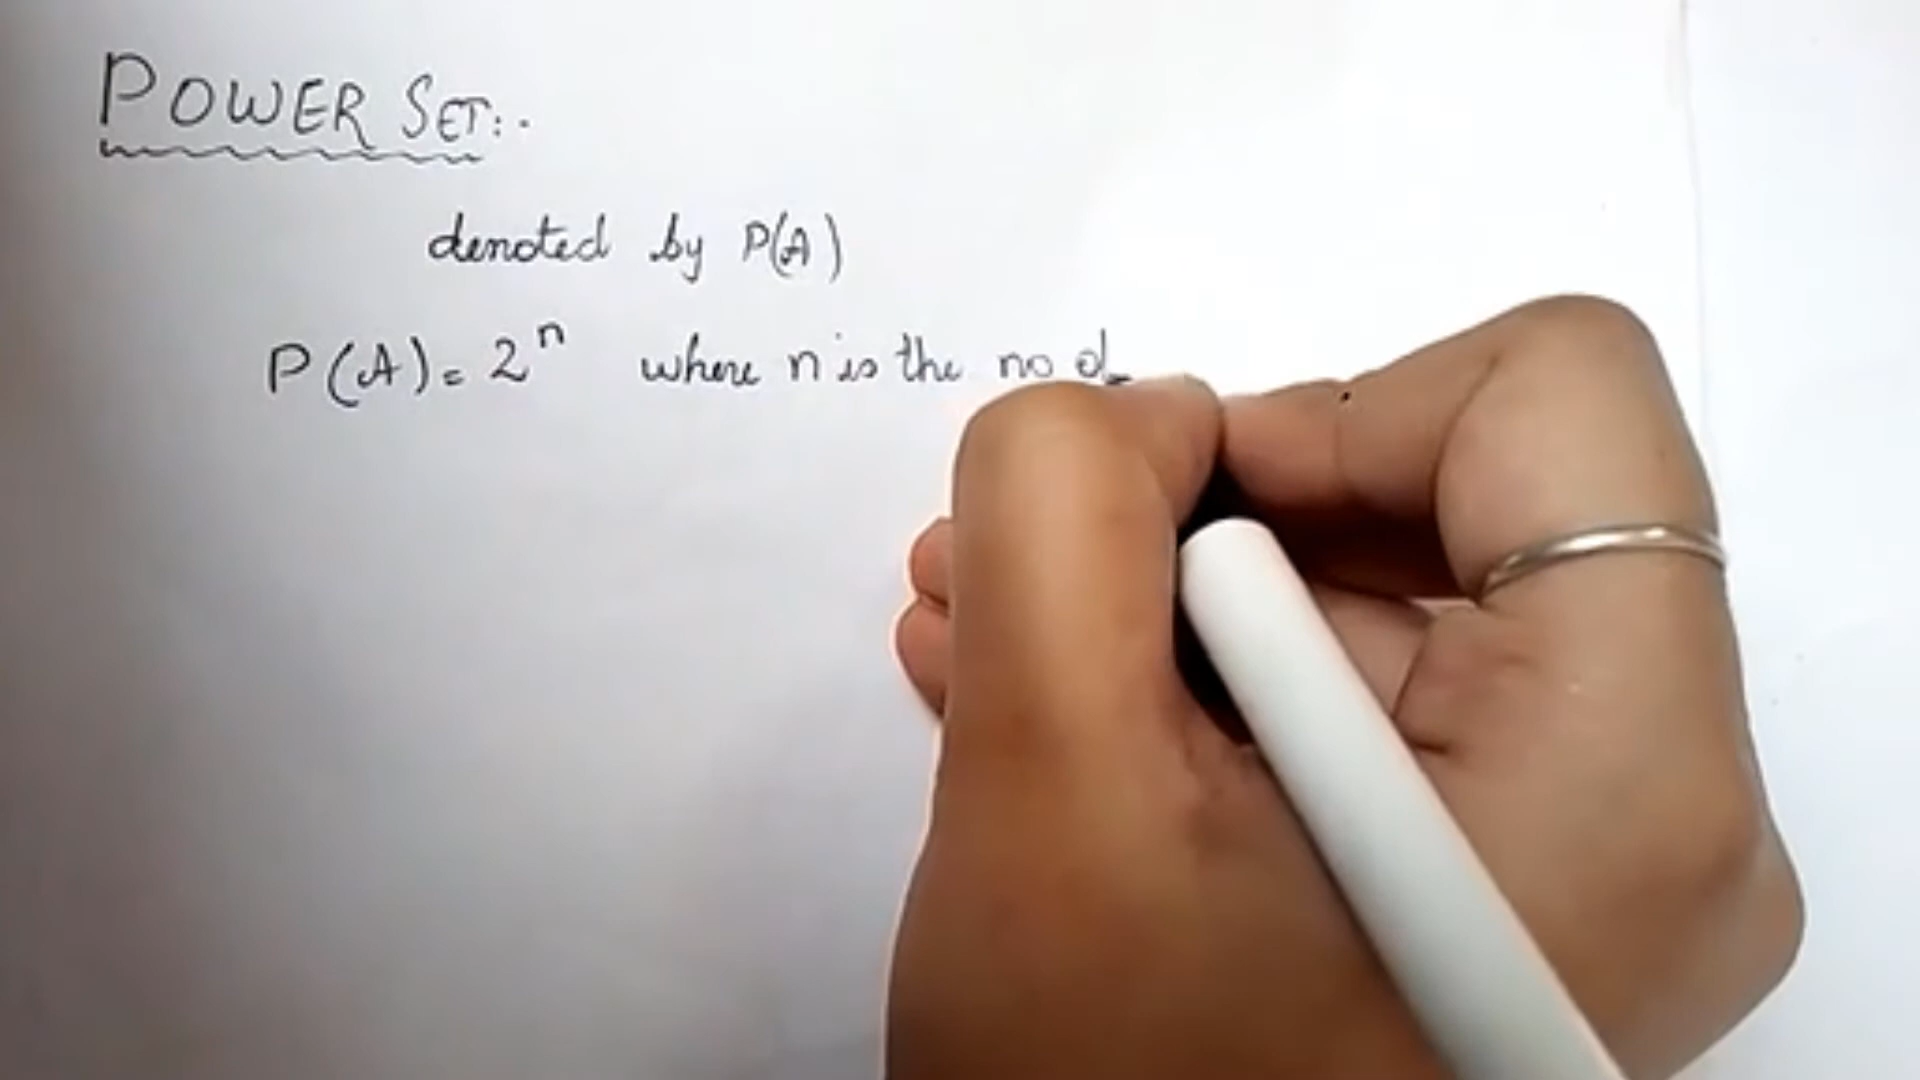 POWER SET:-
denoted by P(A)
P(A) = 2ⁿ where n is the no of